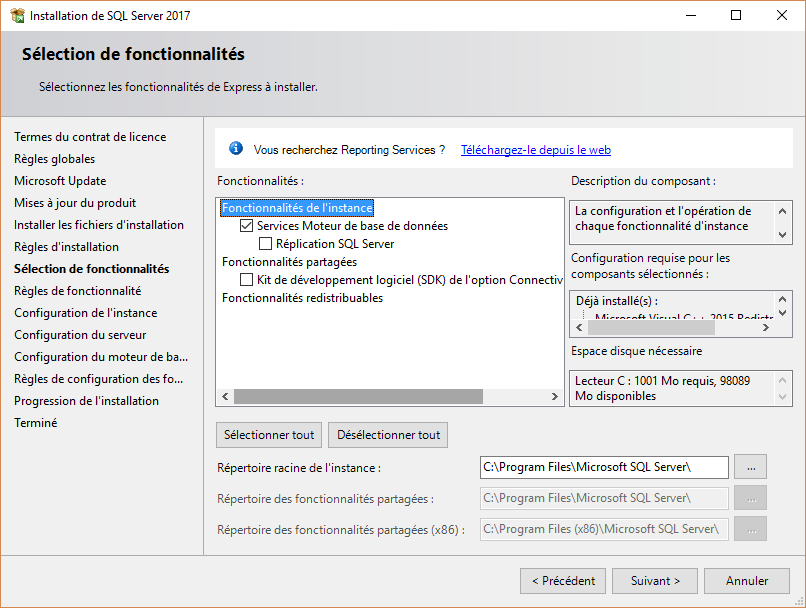 Installation de SQL Server 2017
Sélection de fonctionnalités
Sélectionnez les fonctionnalités de Express à installer.
Termes du contrat de licence
Règles globales
Microsoft Update
Mises à jour du produit
Installer les fichiers d'installation
Règles d'installation
Sélection de fonctionnalités
Règles de fonctionnalité
Configuration de l'instance
Configuration du serveur
Configuration du moteur de ba...
Règles de configuration des fo...
Progression de l'installation
Terminé
Vous recherchez Reporting Services ? Téléchargez-le depuis le web
Fonctionnalités :
Fonctionnalités de l'instance
Services Moteur de base de données
Réplication SQL Server
Fonctionnalités partagées
Kit de développement logiciel (SDK) de l'option Connectiv
Fonctionnalités redistribuables
Description du composant :
La configuration et l'opération de
chaque fonctionnalité d'instance
Configuration requise pour les
composants sélectionnés :
Déjà installé(s) :
Microsoft Visual C++ 2015 Redistr
Espace disque nécessaire
Lecteur C : 1001 Mo requis, 98089
Mo disponibles
Sélectionner tout
Désélectionner tout
Répertoire racine de l'instance :
C:\Program Files\Microsoft SQL Server\
...
Répertoire des fonctionnalités partagées :
C:\Program Files\Microsoft SQL Server\
...
Répertoire des fonctionnalités partagées (x86) :
C:\Program Files (x86)\Microsoft SQL Server\
...
< Précédent
Suivant >
Annuler